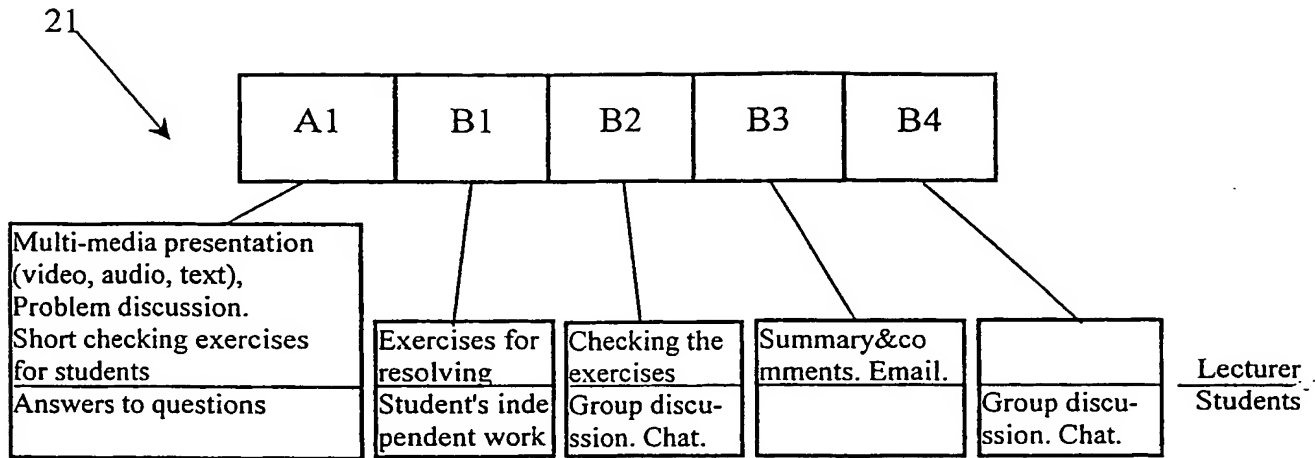 21
A1 B1 B2 B3 B4
Multi-media presentation
(video, audio, text),
Problem discussion.
Short checking exercises
for students
Answers to questions
Exercises for
resolving
Student's inde
pendent work
Checking the
exercises
Group discu-
ssion. Chat.
Summary&co
mments. Email.
Group discu-
ssion. Chat.
Lecturer
Students